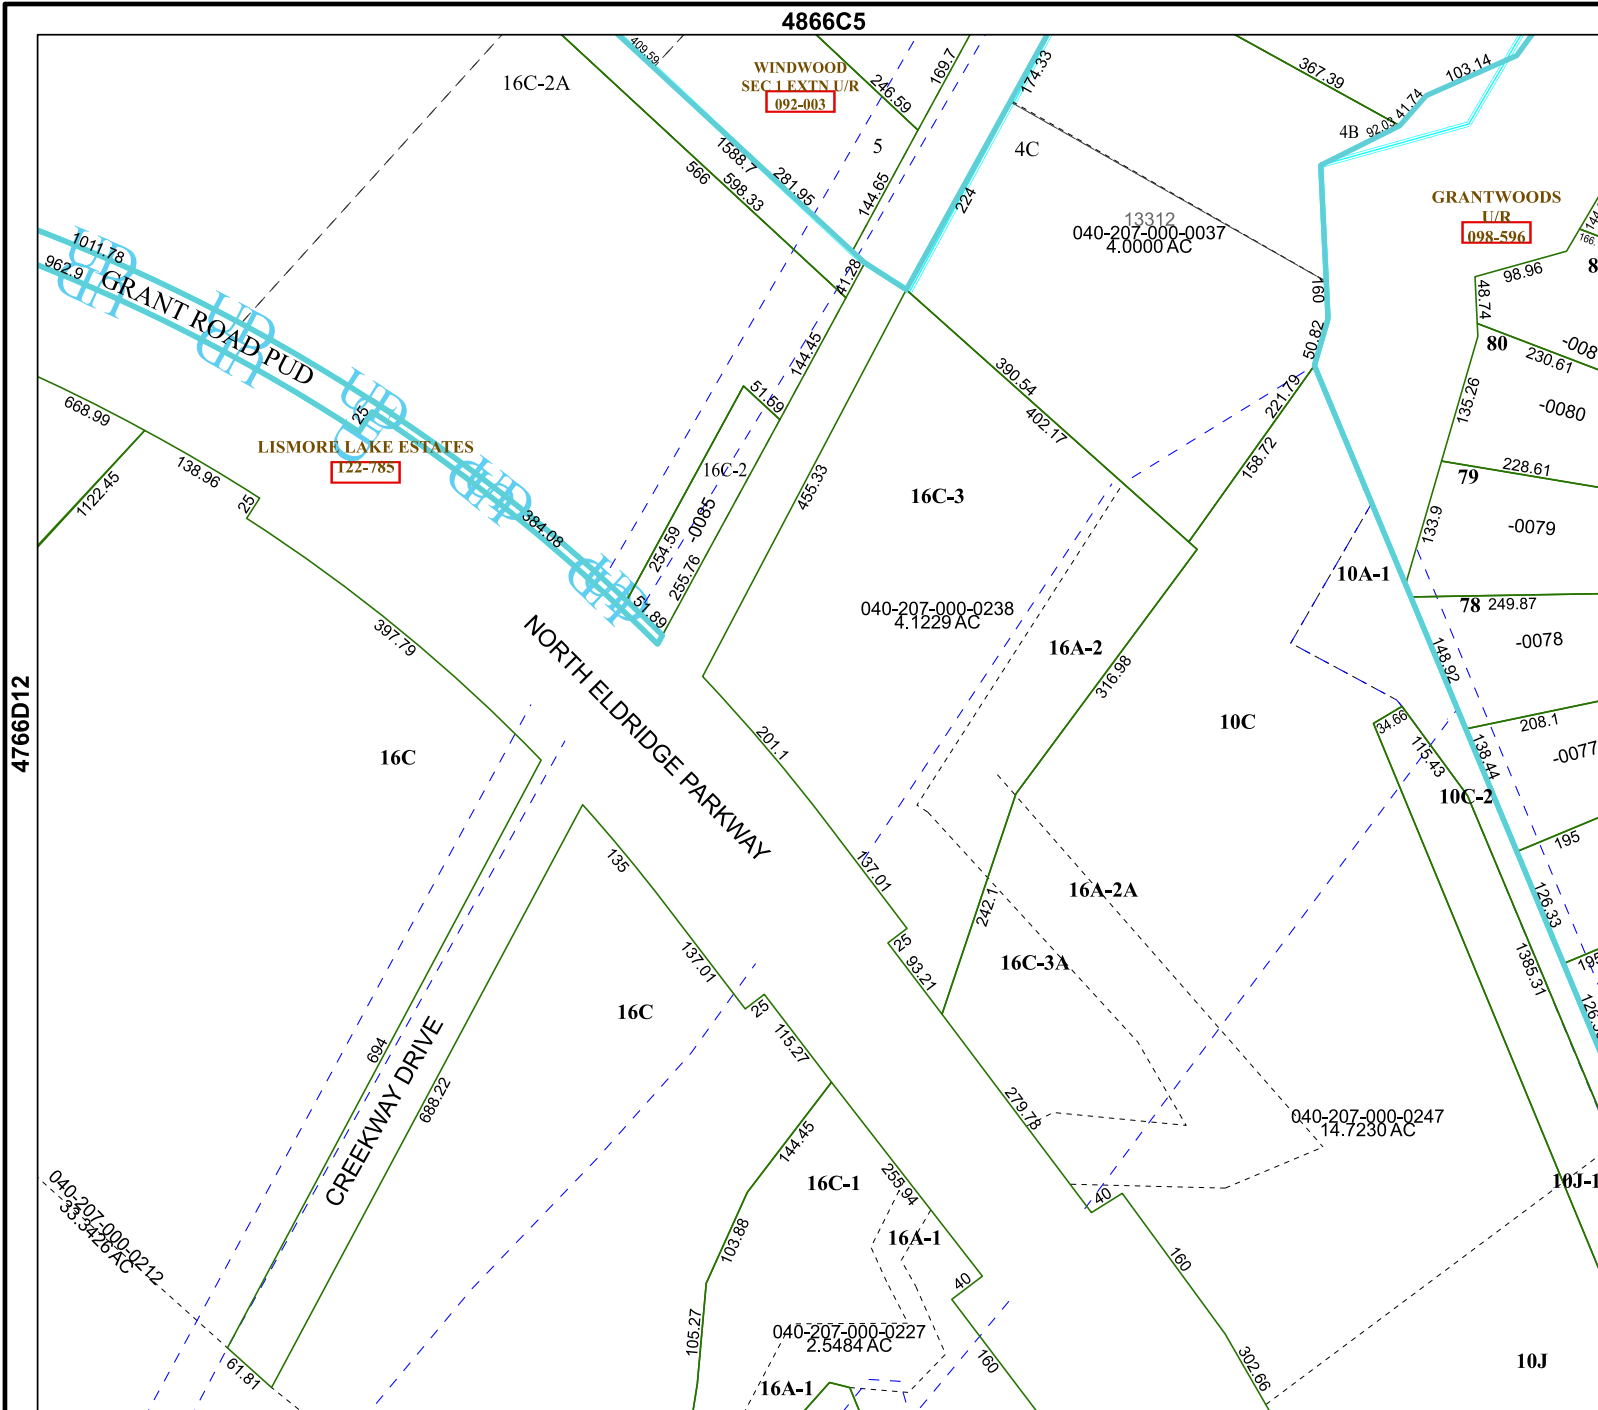 4866C5
409.59
16C-2A
WINDWOOD
SEC 1 EXTN U/R
092-003
246.59
169.7
174.33
367.39
103.14
41.74
92.03
4B
5
4C
1588.7
281.95
566
598.33
144.65
224
13312
040-207-000-0037
4.0000 AC
GRANTWOODS
U/R
098-596
166.
98.96
48.74
1011.78
962.9
GRANT ROAD PUD
41.28
160
50.82
80
-008
230.61
144.45
390.54
402.17
221.79
135.26
-0080
668.99
25
51.59
LISMORE LAKE ESTATES
122-785
138.96
1122.45
25
16C-2
455.33
16C-3
158.72
79
228.61
384.08
-0085
254.59
255.76
133.9
-0079
10A-1
51.89
040-207-000-0238
4.1229 AC
78
249.87
-0078
397.79
NORTH ELDRIDGE PARKWAY
16A-2
316.98
148.92
4766D12
16C
201.1
10C
34.66
115.43
208.1
138.44
-0077
10C-2
135
137.01
195
16A-2A
242.1
126.33
25
93.21
16C-3A
1385.31
195
137.01
25
115.27
16C
126.
694
CREEKWAY DRIVE
688.22
279.78
040-207-000-0247
14.7230 AC
144.45
16C-1
255.94
40
10J-1
040-207-000-0212
33.3426 AC
103.88
16A-1
160
40
105.27
040-207-000-0227
2.5484 AC
160
302.66
10J
61.81
16A-1